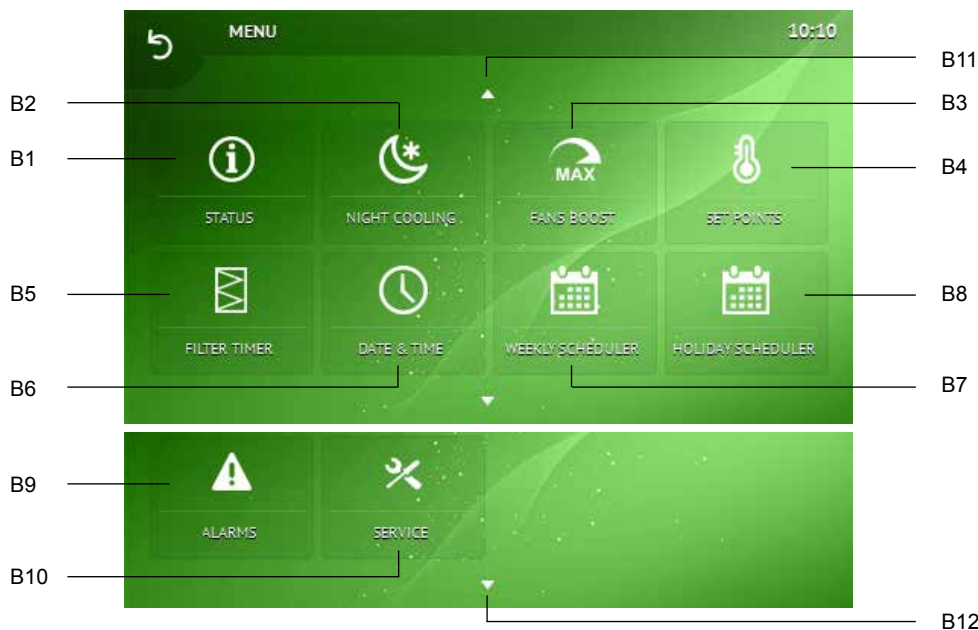 MENU 10:10
B11
B2 B3
B1 B4
MAX
STATUS NIGHT COOLING FANS BOOST SET POINTS
B5 B8
FILTER TIMER DATE & TIME WEEKLY SCHEDULER HOLIDAY SCHEDULER
B6 B7
B9
ALARMS SERVICE
B10
B12